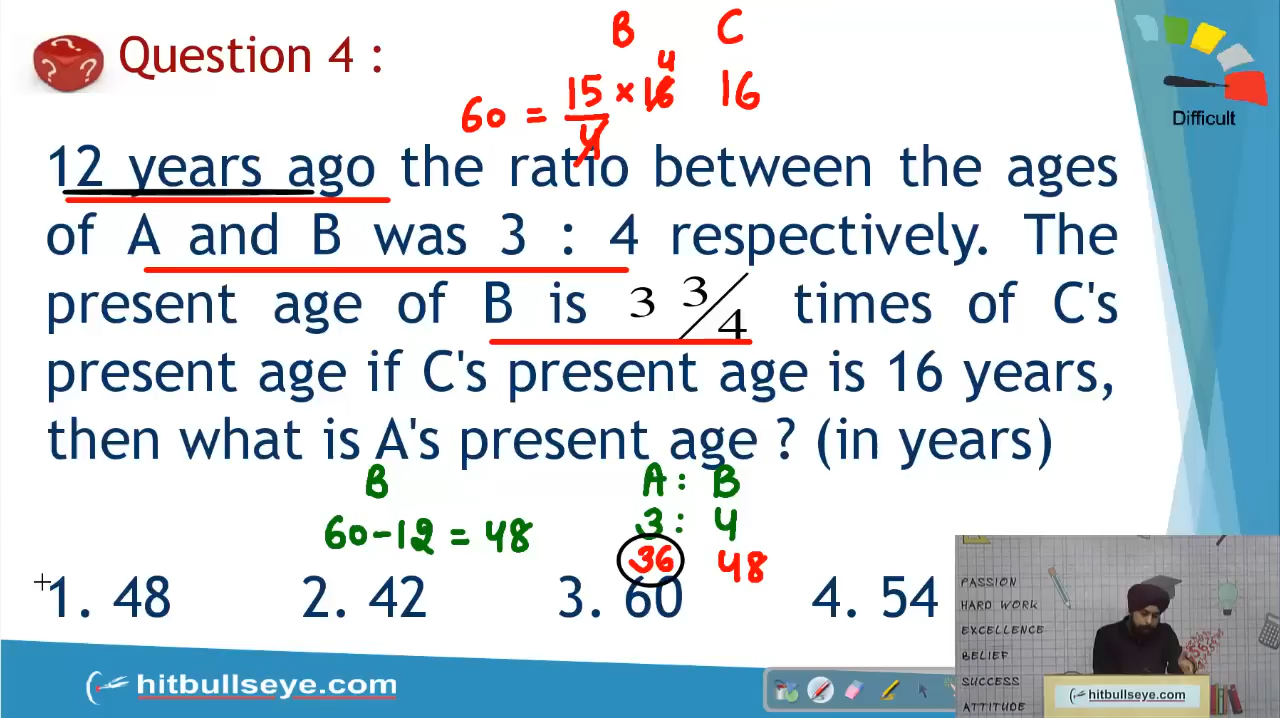 Question 4 :
B C
60 = 15/4 × 16 4 16
Difficult
12 years ago the ratio between the ages
of A and B was 3 : 4 respectively. The
present age of B is 3 3/4 times of C's
present age if C's present age is 16 years,
then what is A's present age ? (in years)
B
60 - 12 = 48
A : B
3 : 4
36 48
1. 48 2. 42 3. 60 4. 54
hitbullseye.com
PASSION
HARD WORK
EXCELLENCE
BELIEF
SUCCESS
ATTITUDE
hitbullseye.com